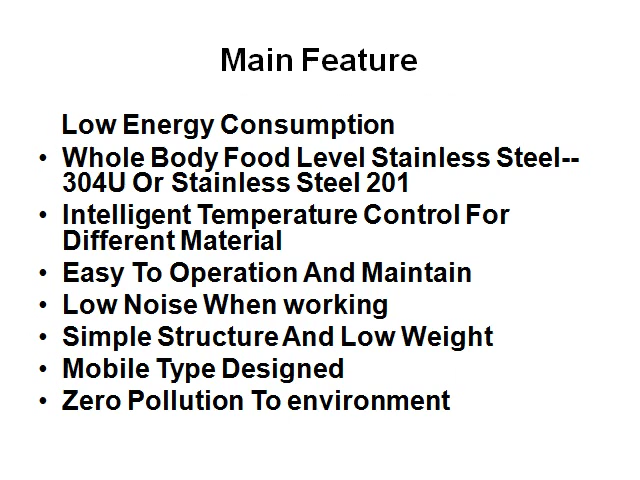 Main Feature
Low Energy Consumption
• Whole Body Food Level Stainless Steel--
304U Or Stainless Steel 201
• Intelligent Temperature Control For
Different Material
• Easy To Operation And Maintain
• Low Noise When working
• Simple Structure And Low Weight
• Mobile Type Designed
• Zero Pollution To environment